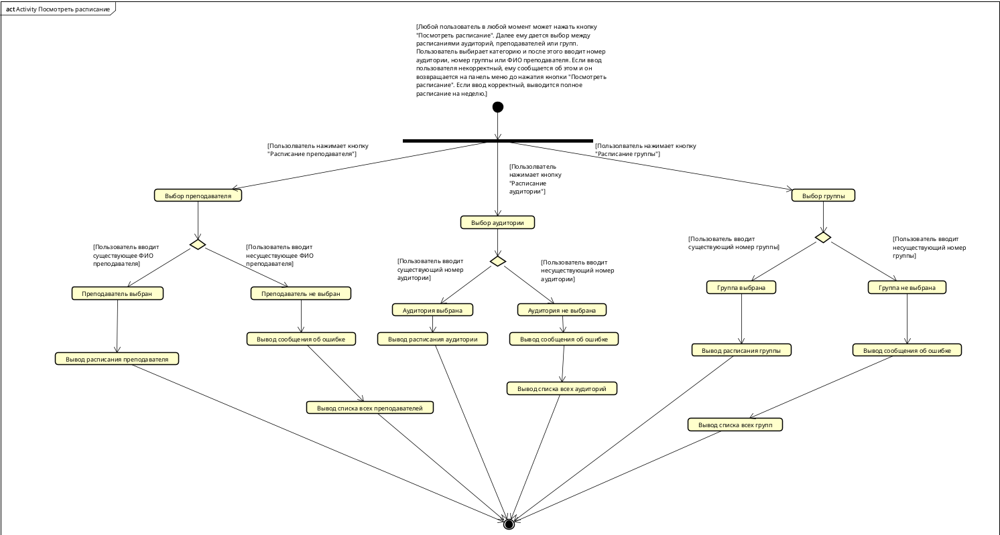 act Activity Посмотреть расписание
[Любой пользователь в любой момент может нажать кнопку
"Посмотреть расписание". Далее ему дается выбор между
расписаниями аудиторий, преподавателей или групп.
Пользователь выбирает категорию и после этого вводит номер
аудитории, номер группы или ФИО преподавателя. Если ввод
пользователя некорректный, ему сообщается об этом и он
возвращается на панель меню до нажатия кнопки "Посмотреть
расписание". Если ввод корректный, выводится полное
расписание на неделю.]
[Пользолватель нажимает кнопку
"Расписание преподавателя"]
[Пользолватель
нажимает кнопку
"Расписание
аудитории"]
[Пользолватель нажимает кнопку
"Расписание группы"]
Выбор преподавателя
Выбор аудитории
Выбор группы
[Пользователь вводит
существующее ФИО
преподавателя]
[Пользователь вводит
несуществующее ФИО
преподавателя]
[Пользователь вводит
существующий номер
аудитории]
[Пользователь вводит
несуществующий номер
аудитории]
[Пользователь вводит
существующий номер группы]
[Пользователь вводит
несуществующий номер
группы]
Преподаватель выбран
Преподаватель не выбран
Аудитория выбрана
Аудитория не выбрана
Группа выбрана
Группа не выбрана
Вывод расписания преподавателя
Вывод сообщения об ошибке
Вывод расписания аудитории
Вывод сообщения об ошибке
Вывод расписания группы
Вывод сообщения об ошибке
Вывод списка всех преподавателей
Вывод списка всех аудиторий
Вывод списка всех групп